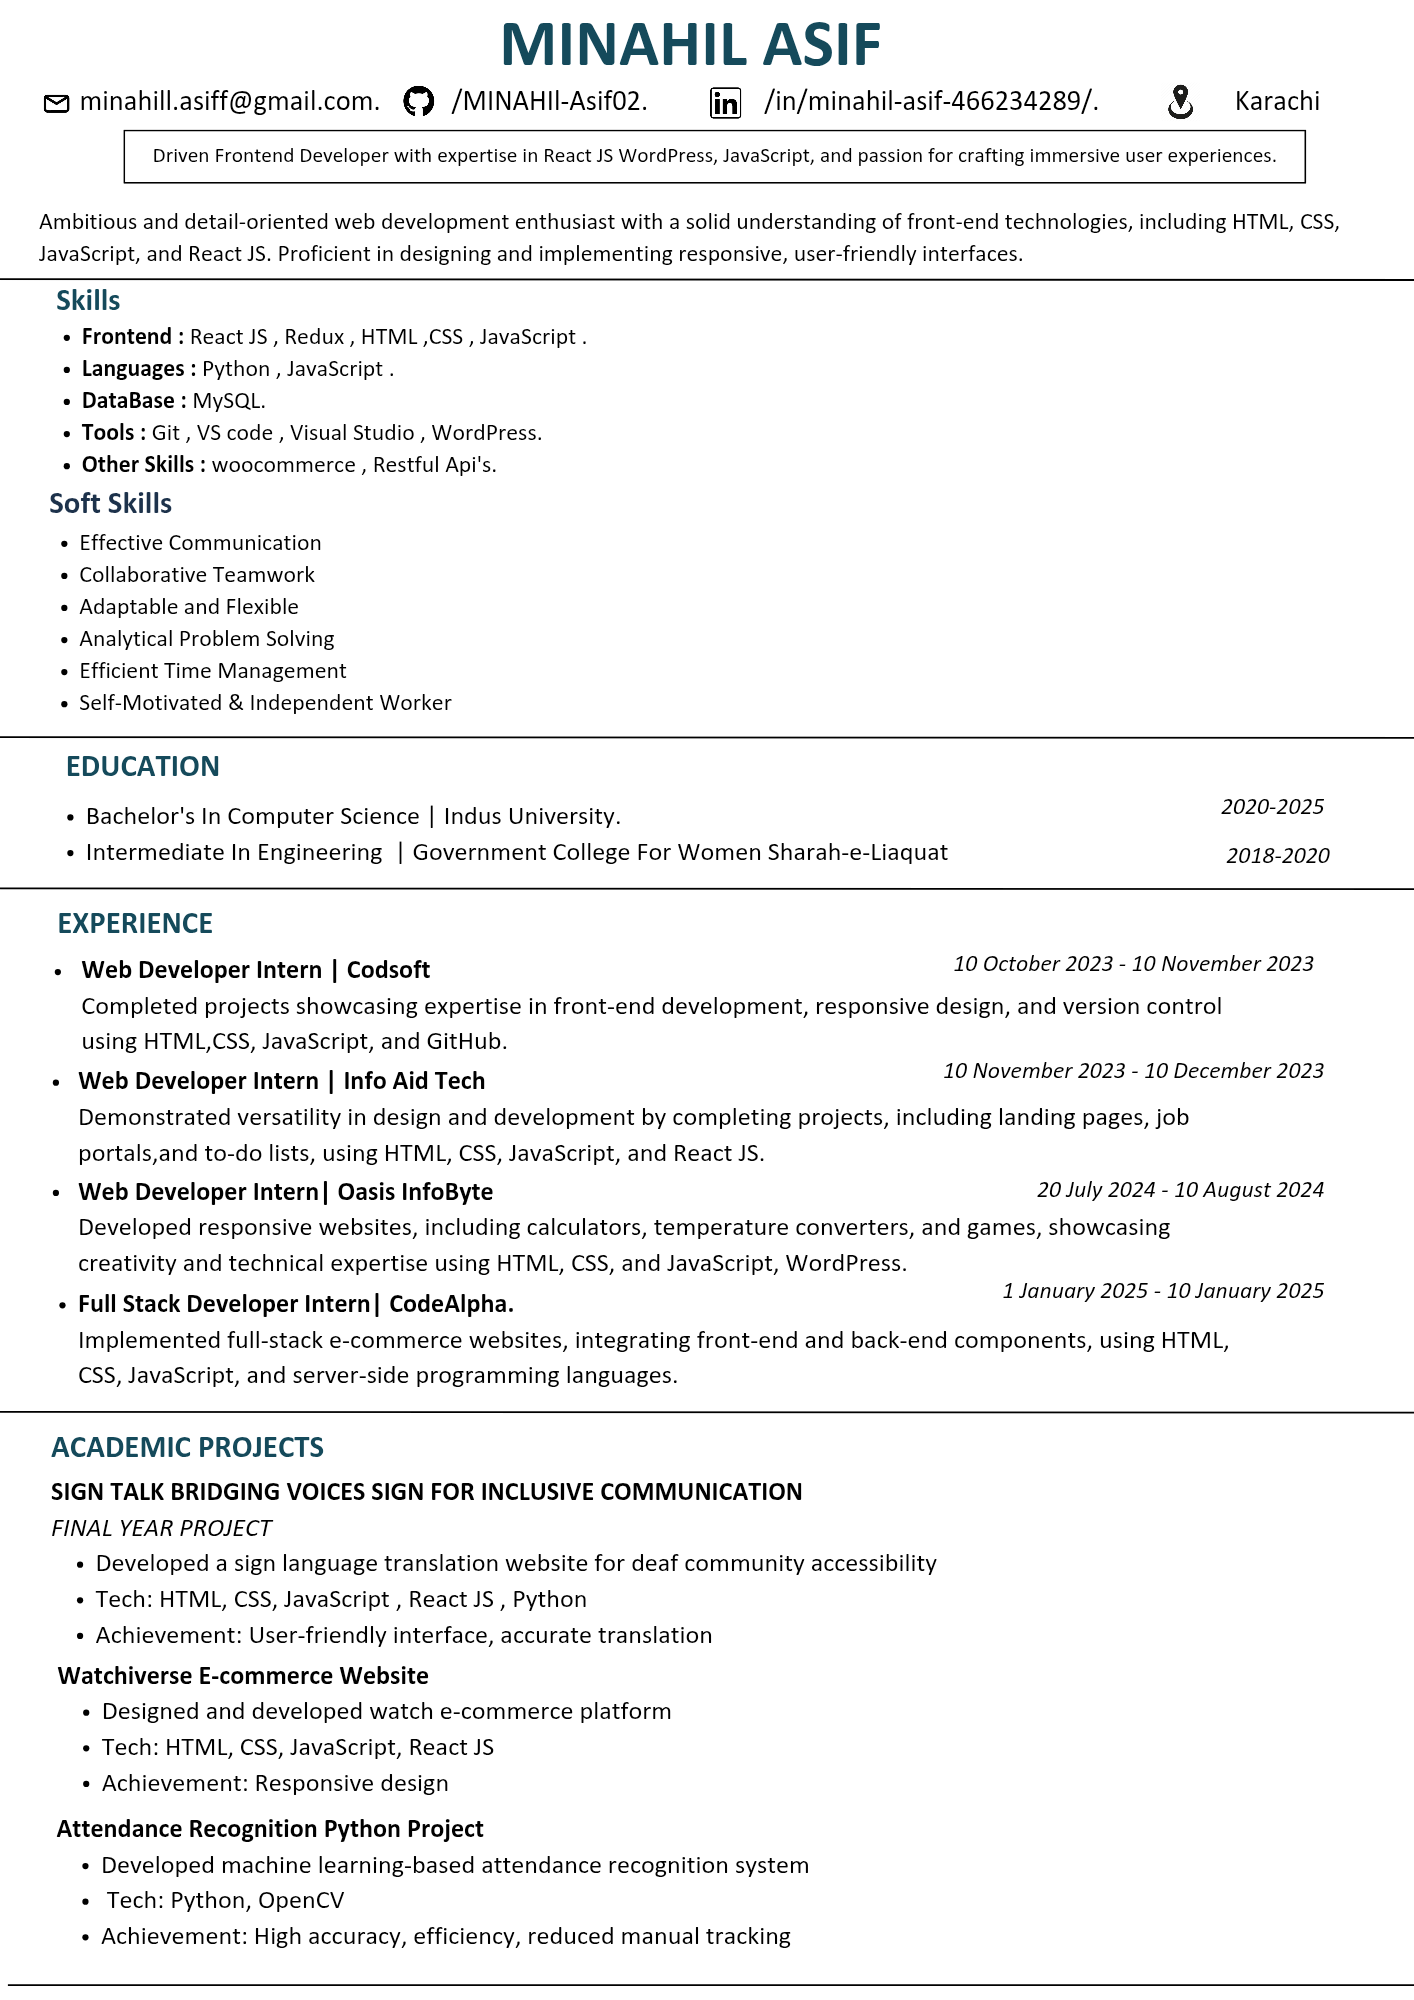 MINAHIL ASIF
minahill.asiff@gmail.com. /MINAHIl-Asif02. /in/minahil-asif-466234289/. Karachi
Driven Frontend Developer with expertise in React JS WordPress, JavaScript, and passion for crafting immersive user experiences.
Ambitious and detail-oriented web development enthusiast with a solid understanding of front-end technologies, including HTML, CSS,
JavaScript, and React JS. Proficient in designing and implementing responsive, user-friendly interfaces.
Skills
• Frontend : React JS , Redux , HTML ,CSS , JavaScript .
• Languages : Python , JavaScript .
• DataBase : MySQL.
• Tools : Git , VS code , Visual Studio , WordPress.
• Other Skills : woocommerce , Restful Api's.
Soft Skills
• Effective Communication
• Collaborative Teamwork
• Adaptable and Flexible
• Analytical Problem Solving
• Efficient Time Management
• Self-Motivated & Independent Worker
EDUCATION
• Bachelor's In Computer Science | Indus University. 2020-2025
• Intermediate In Engineering | Government College For Women Sharah-e-Liaquat 2018-2020
EXPERIENCE
• Web Developer Intern | Codsoft 10 October 2023 - 10 November 2023
Completed projects showcasing expertise in front-end development, responsive design, and version control
using HTML,CSS, JavaScript, and GitHub.
• Web Developer Intern | Info Aid Tech 10 November 2023 - 10 December 2023
Demonstrated versatility in design and development by completing projects, including landing pages, job
portals,and to-do lists, using HTML, CSS, JavaScript, and React JS.
• Web Developer Intern| Oasis InfoByte 20 July 2024 - 10 August 2024
Developed responsive websites, including calculators, temperature converters, and games, showcasing
creativity and technical expertise using HTML, CSS, and JavaScript, WordPress.
• Full Stack Developer Intern| CodeAlpha. 1 January 2025 - 10 January 2025
Implemented full-stack e-commerce websites, integrating front-end and back-end components, using HTML,
CSS, JavaScript, and server-side programming languages.
ACADEMIC PROJECTS
SIGN TALK BRIDGING VOICES SIGN FOR INCLUSIVE COMMUNICATION
FINAL YEAR PROJECT
• Developed a sign language translation website for deaf community accessibility
• Tech: HTML, CSS, JavaScript , React JS , Python
• Achievement: User-friendly interface, accurate translation
Watchiverse E-commerce Website
• Designed and developed watch e-commerce platform
• Tech: HTML, CSS, JavaScript, React JS
• Achievement: Responsive design
Attendance Recognition Python Project
• Developed machine learning-based attendance recognition system
• Tech: Python, OpenCV
• Achievement: High accuracy, efficiency, reduced manual tracking